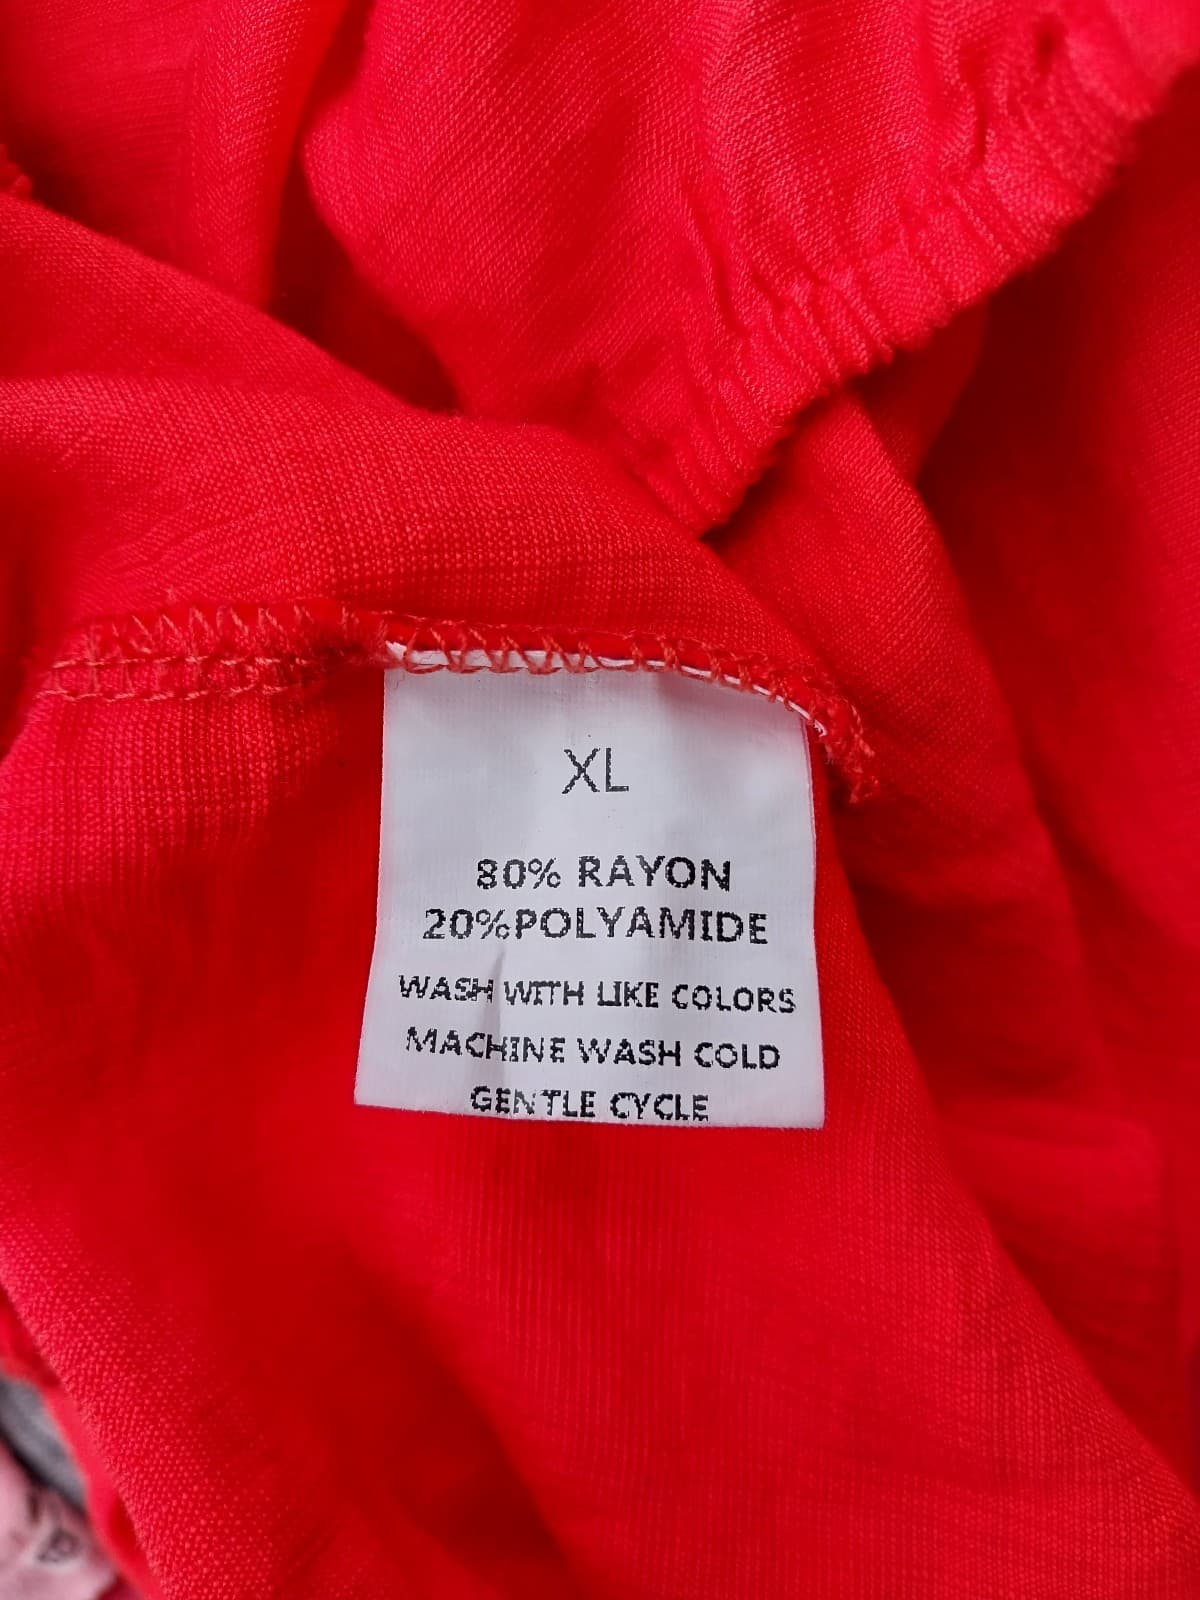 XL
80% RAYON
20%POLYAMIDE
WASH WITH LIKE COLORS
MACHINE WASH COLD
GENTLE CYCLE